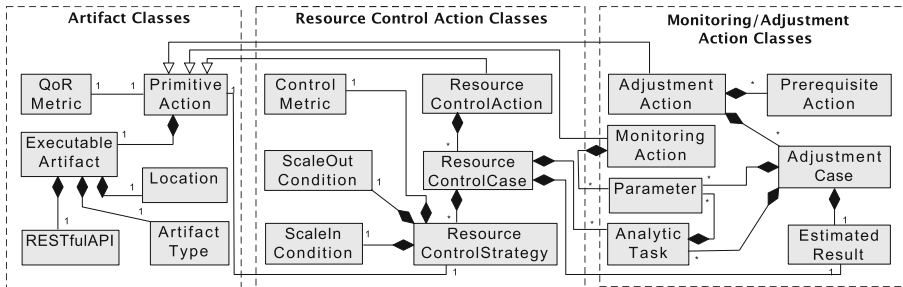 Artifact Classes
Resource Control Action Classes
Monitoring/Adjustment
Action Classes
QoR
Metric
1
1
Primitive
Action
1
Executable
Artifact
1
Location
1
RESTfulAPI
1
Artifact
Type
1
Control
Metric
1
Resource
ControlAction
*
ScaleOut
Condition
1
Resource
ControlCase
*
ScaleIn
Condition
1
Resource
ControlStrategy
1
Adjustment
Action
*
Prerequisite
Action
Monitoring
Action
*
Adjustment
Case
Parameter
*
*
*
*
Analytic
Task
*
1
Estimated
Result
1